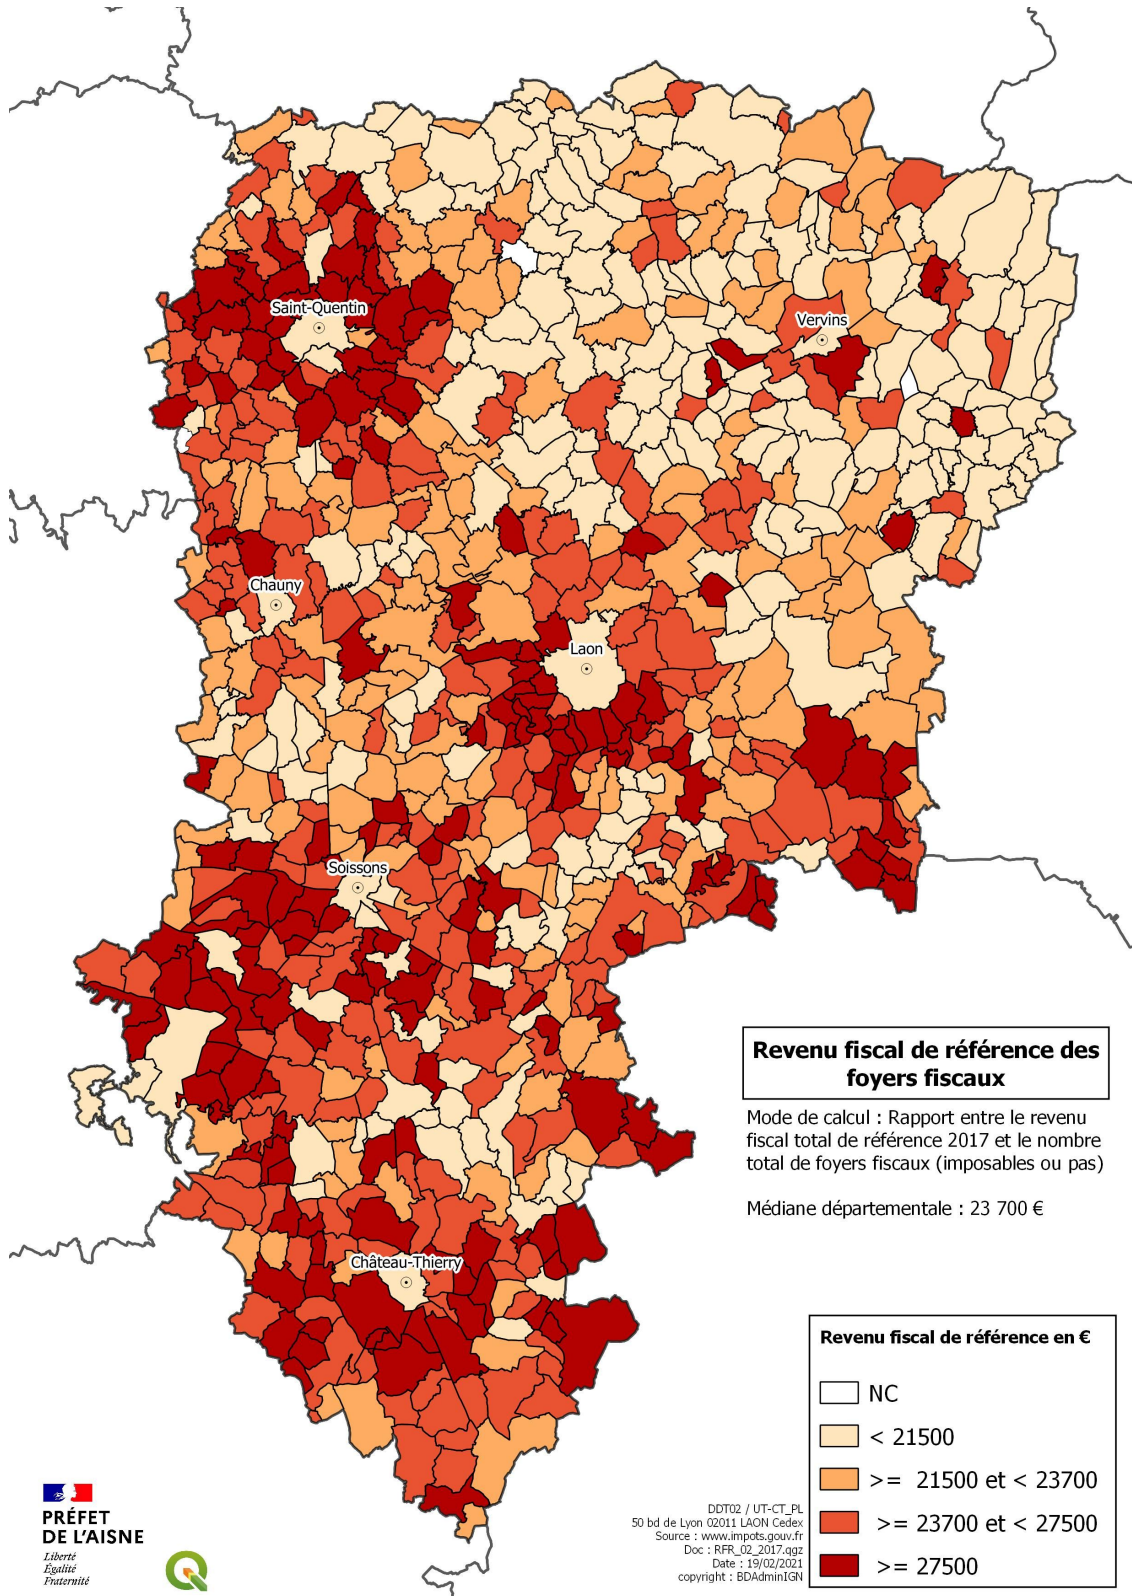 Saint-Quentin
Vervins
Chauny
Laon
Soissons
Château-Thierry
Revenu fiscal de référence des
foyers fiscaux
Mode de calcul : Rapport entre le revenu
fiscal total de référence 2017 et le nombre
total de foyers fiscaux (imposables ou pas)
Médiane départementale : 23 700 €
Revenu fiscal de référence en €
NC
< 21500
>= 21500 et < 23700
>= 23700 et < 27500
>= 27500
DDT02 / UT-CT_PL
50 bd de Lyon 02011 LAON Cedex
Source : www.impots.gouv.fr
Doc : RFR_02_2017.qgz
Date : 19/02/2021
copyright : BDAdminIGN
PRÉFET
DE L'AISNE
Liberté
Égalité
Fraternité